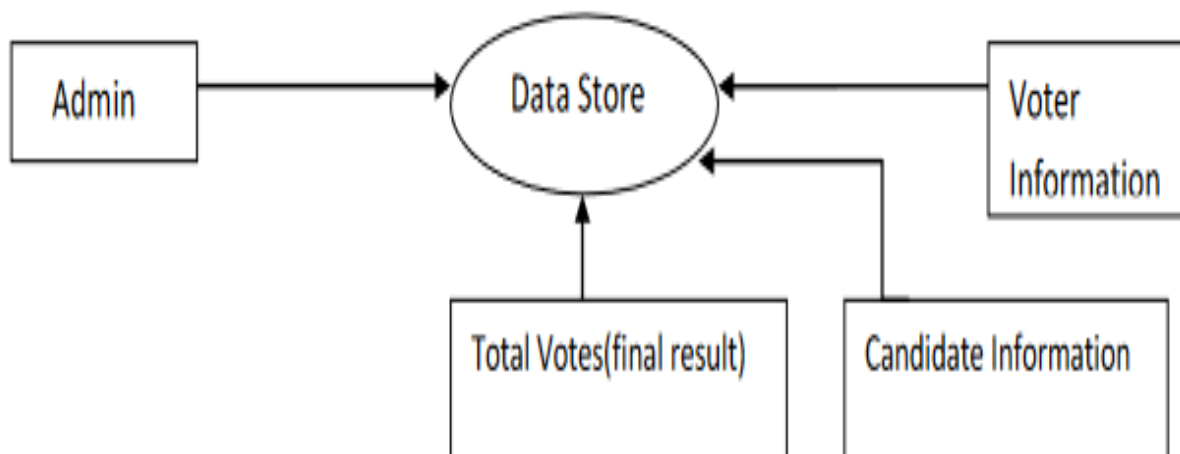 Admin
Data Store
Voter
Information
Total Votes(final result)
Candidate Information